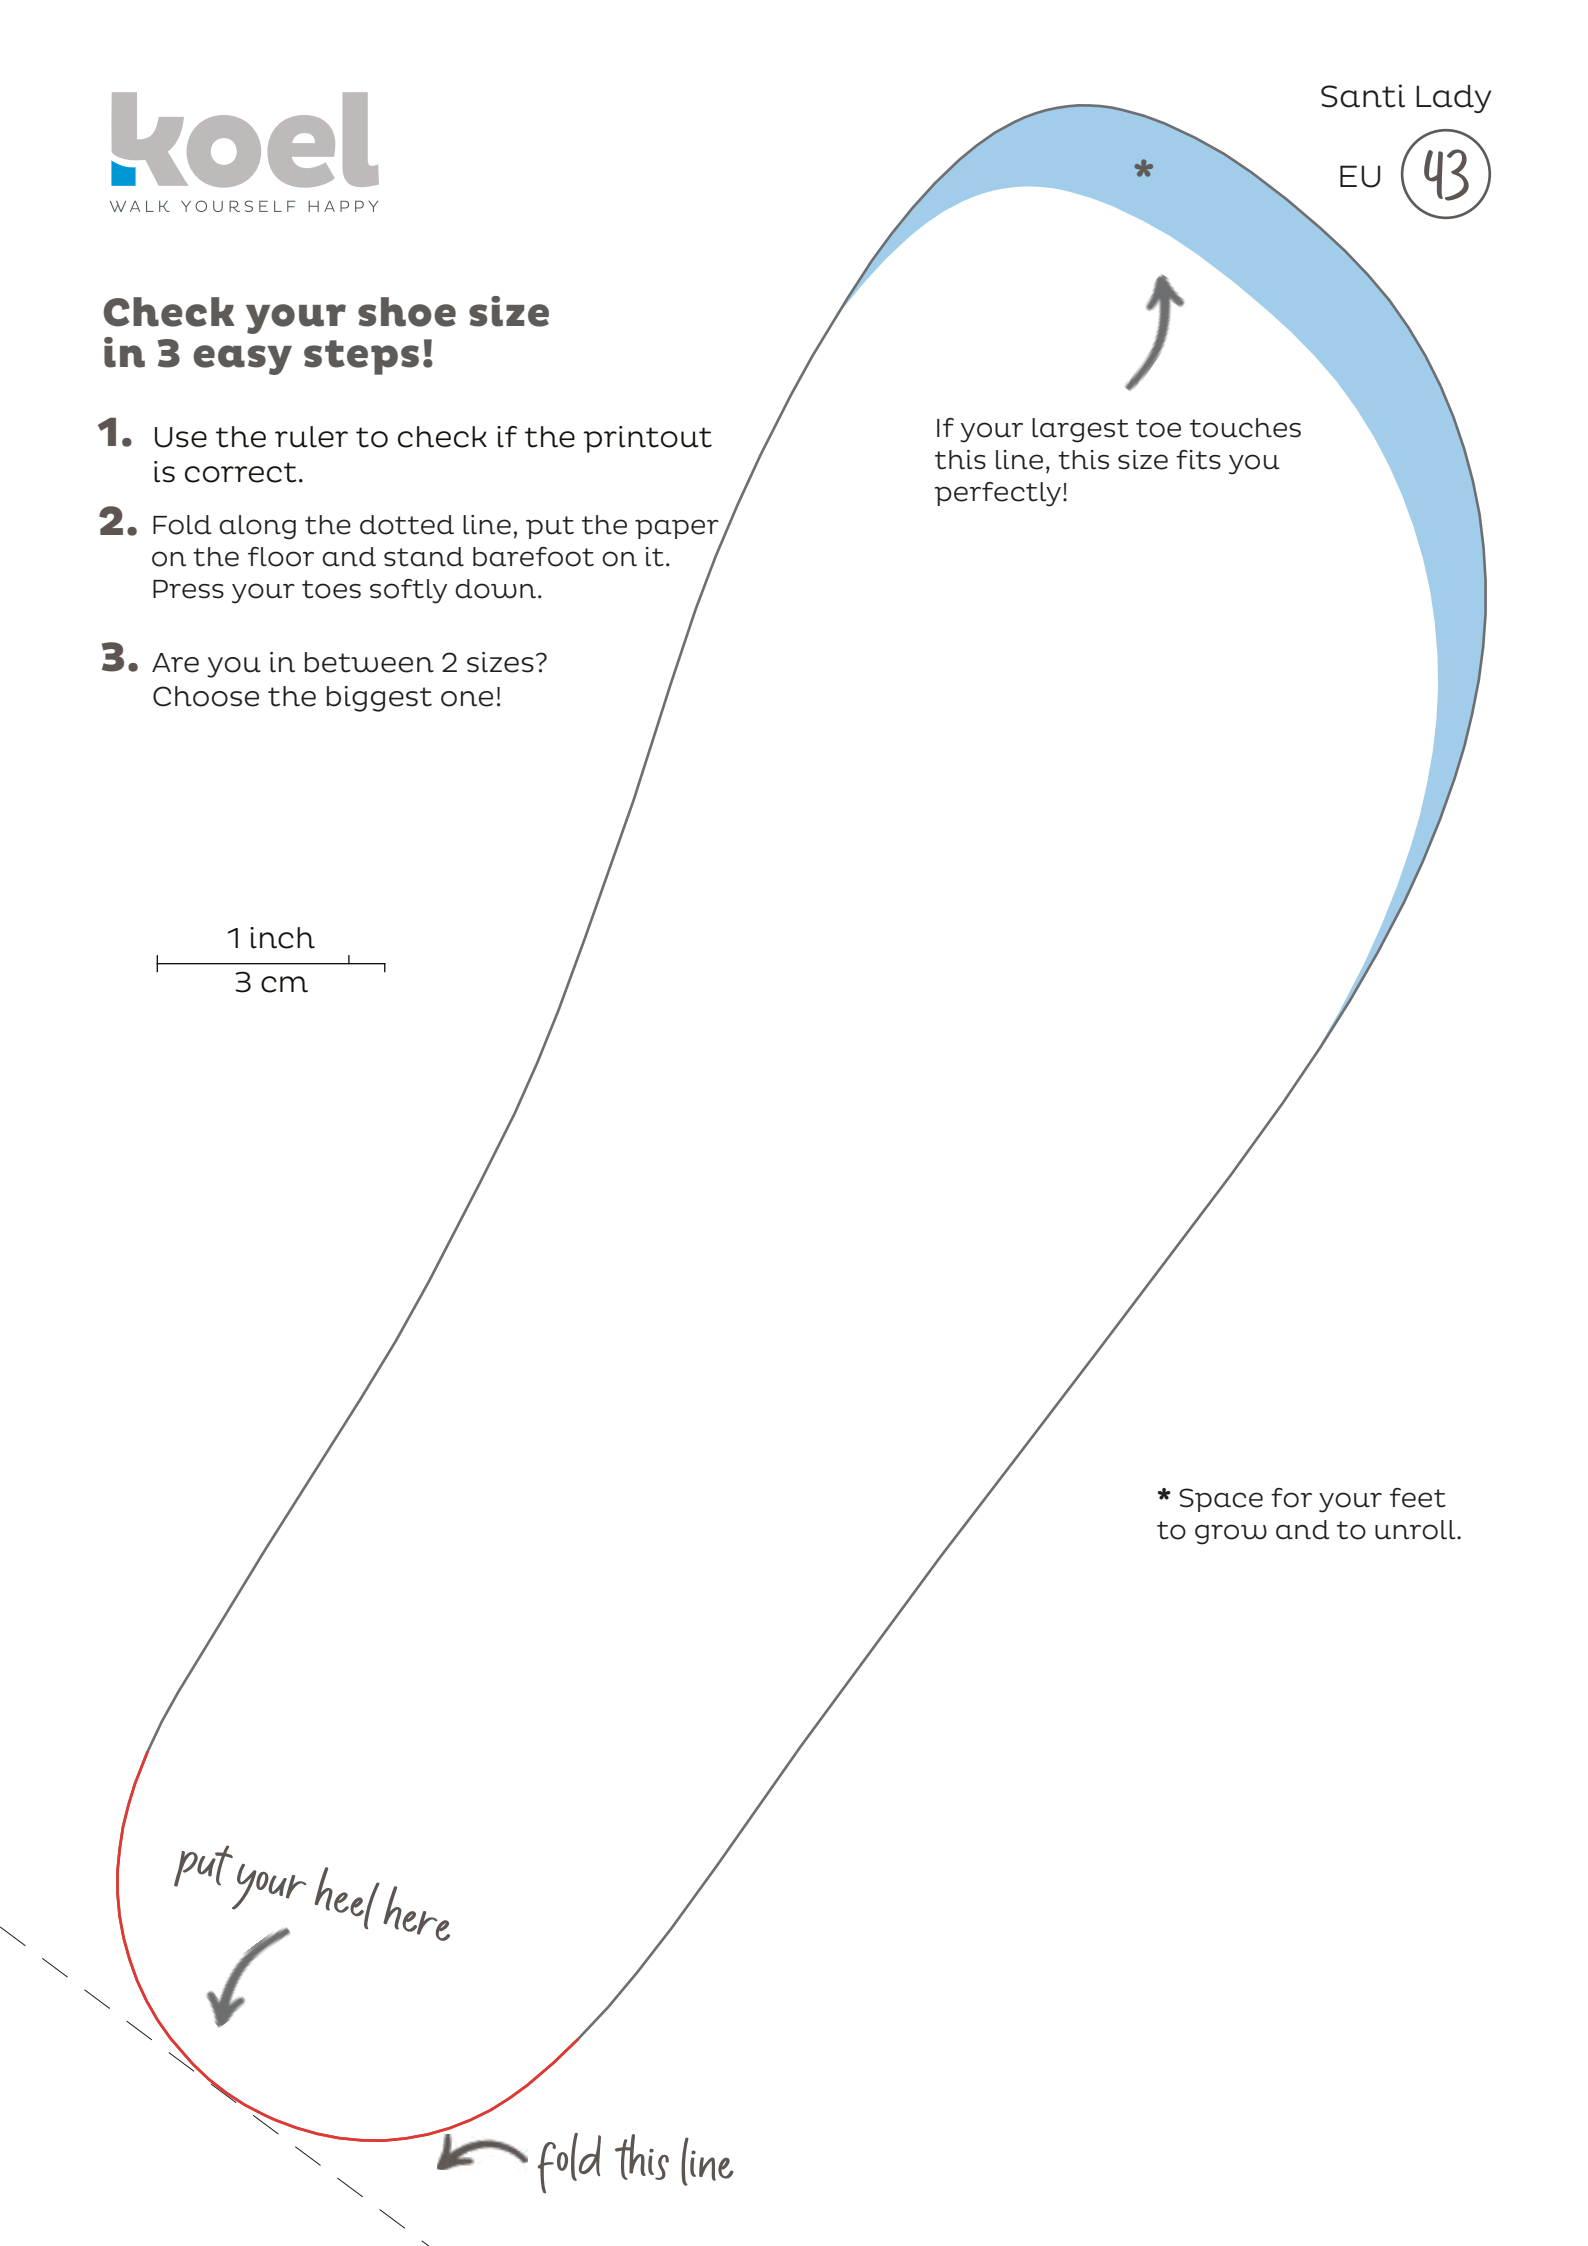 koel
WALK YOURSELF HAPPY
Santi Lady
EU 43
*
Check your shoe size
in 3 easy steps!
1. Use the ruler to check if the printout
is correct.
2. Fold along the dotted line, put the paper
on the floor and stand barefoot on it.
Press your toes softly down.
3. Are you in between 2 sizes?
Choose the biggest one!
If your largest toe touches
this line, this size fits you
perfectly!
1 inch
3 cm
* Space for your feet
to grow and to unroll.
put your heel here
fold this line